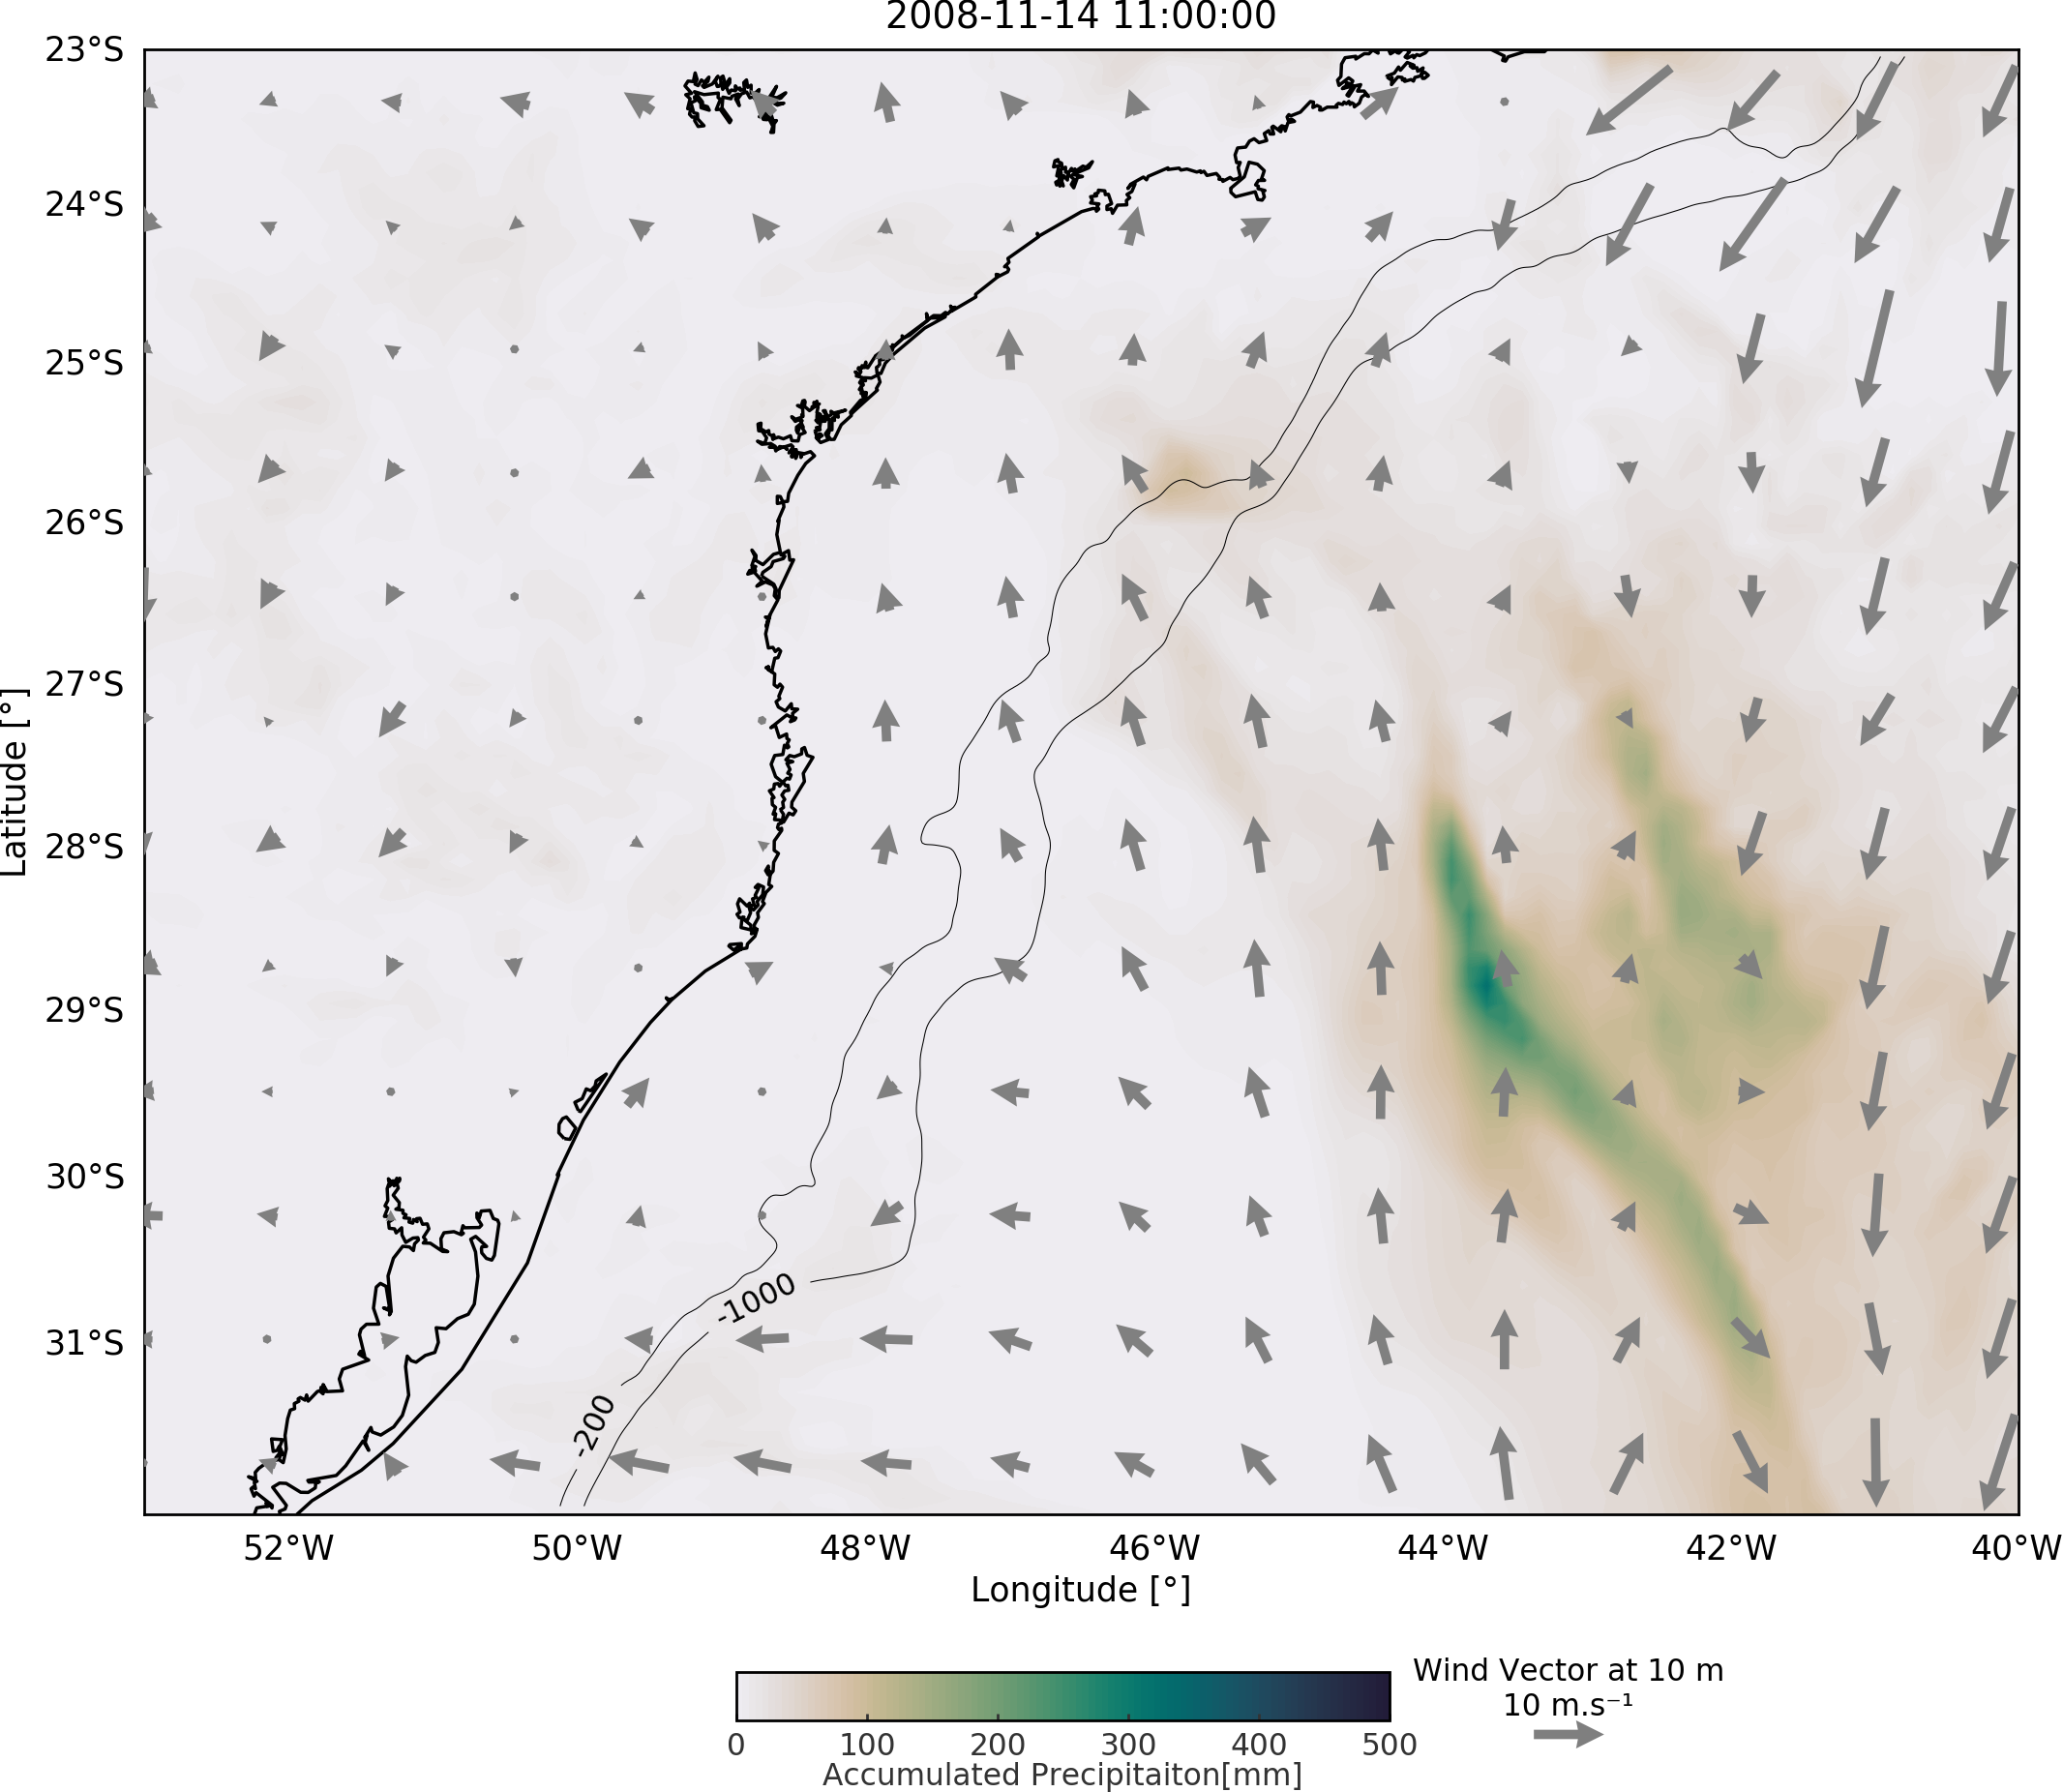 2008-11-14 11:00:00
23°S
24°S
25°S
26°S
27°S
28°S
29°S
30°S
31°S
Latitude [°]
-1000
-200
52°W 50°W 48°W 46°W 44°W 42°W 40°W
Longitude [°]
Wind Vector at 10 m
10 m.s⁻¹
0 100 200 300 400 500
Accumulated Precipitaiton[mm]